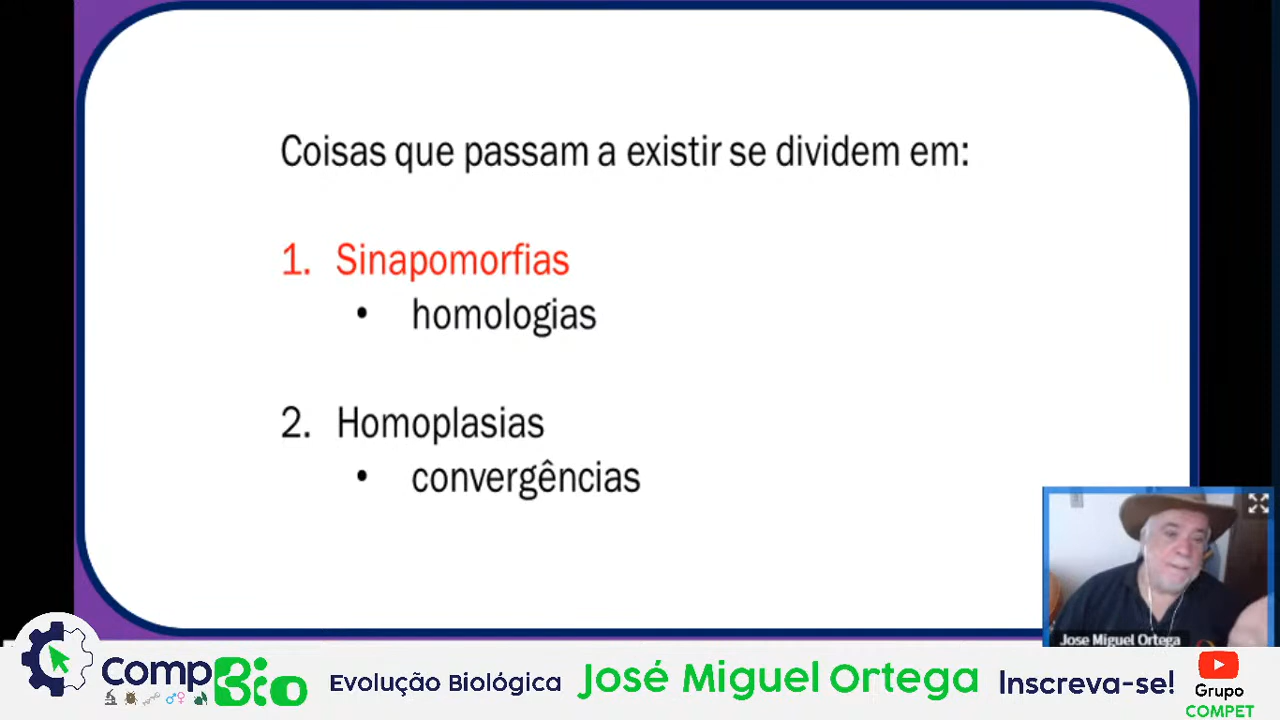 Coisas que passam a existir se dividem em:
1. Sinapomorfias
• homologias
2. Homoplasias
• convergências
Jose Miguel Ortega
Comp Bio
Evolução Biológica
José Miguel Ortega
Inscreva-se!
Grupo
COMPET